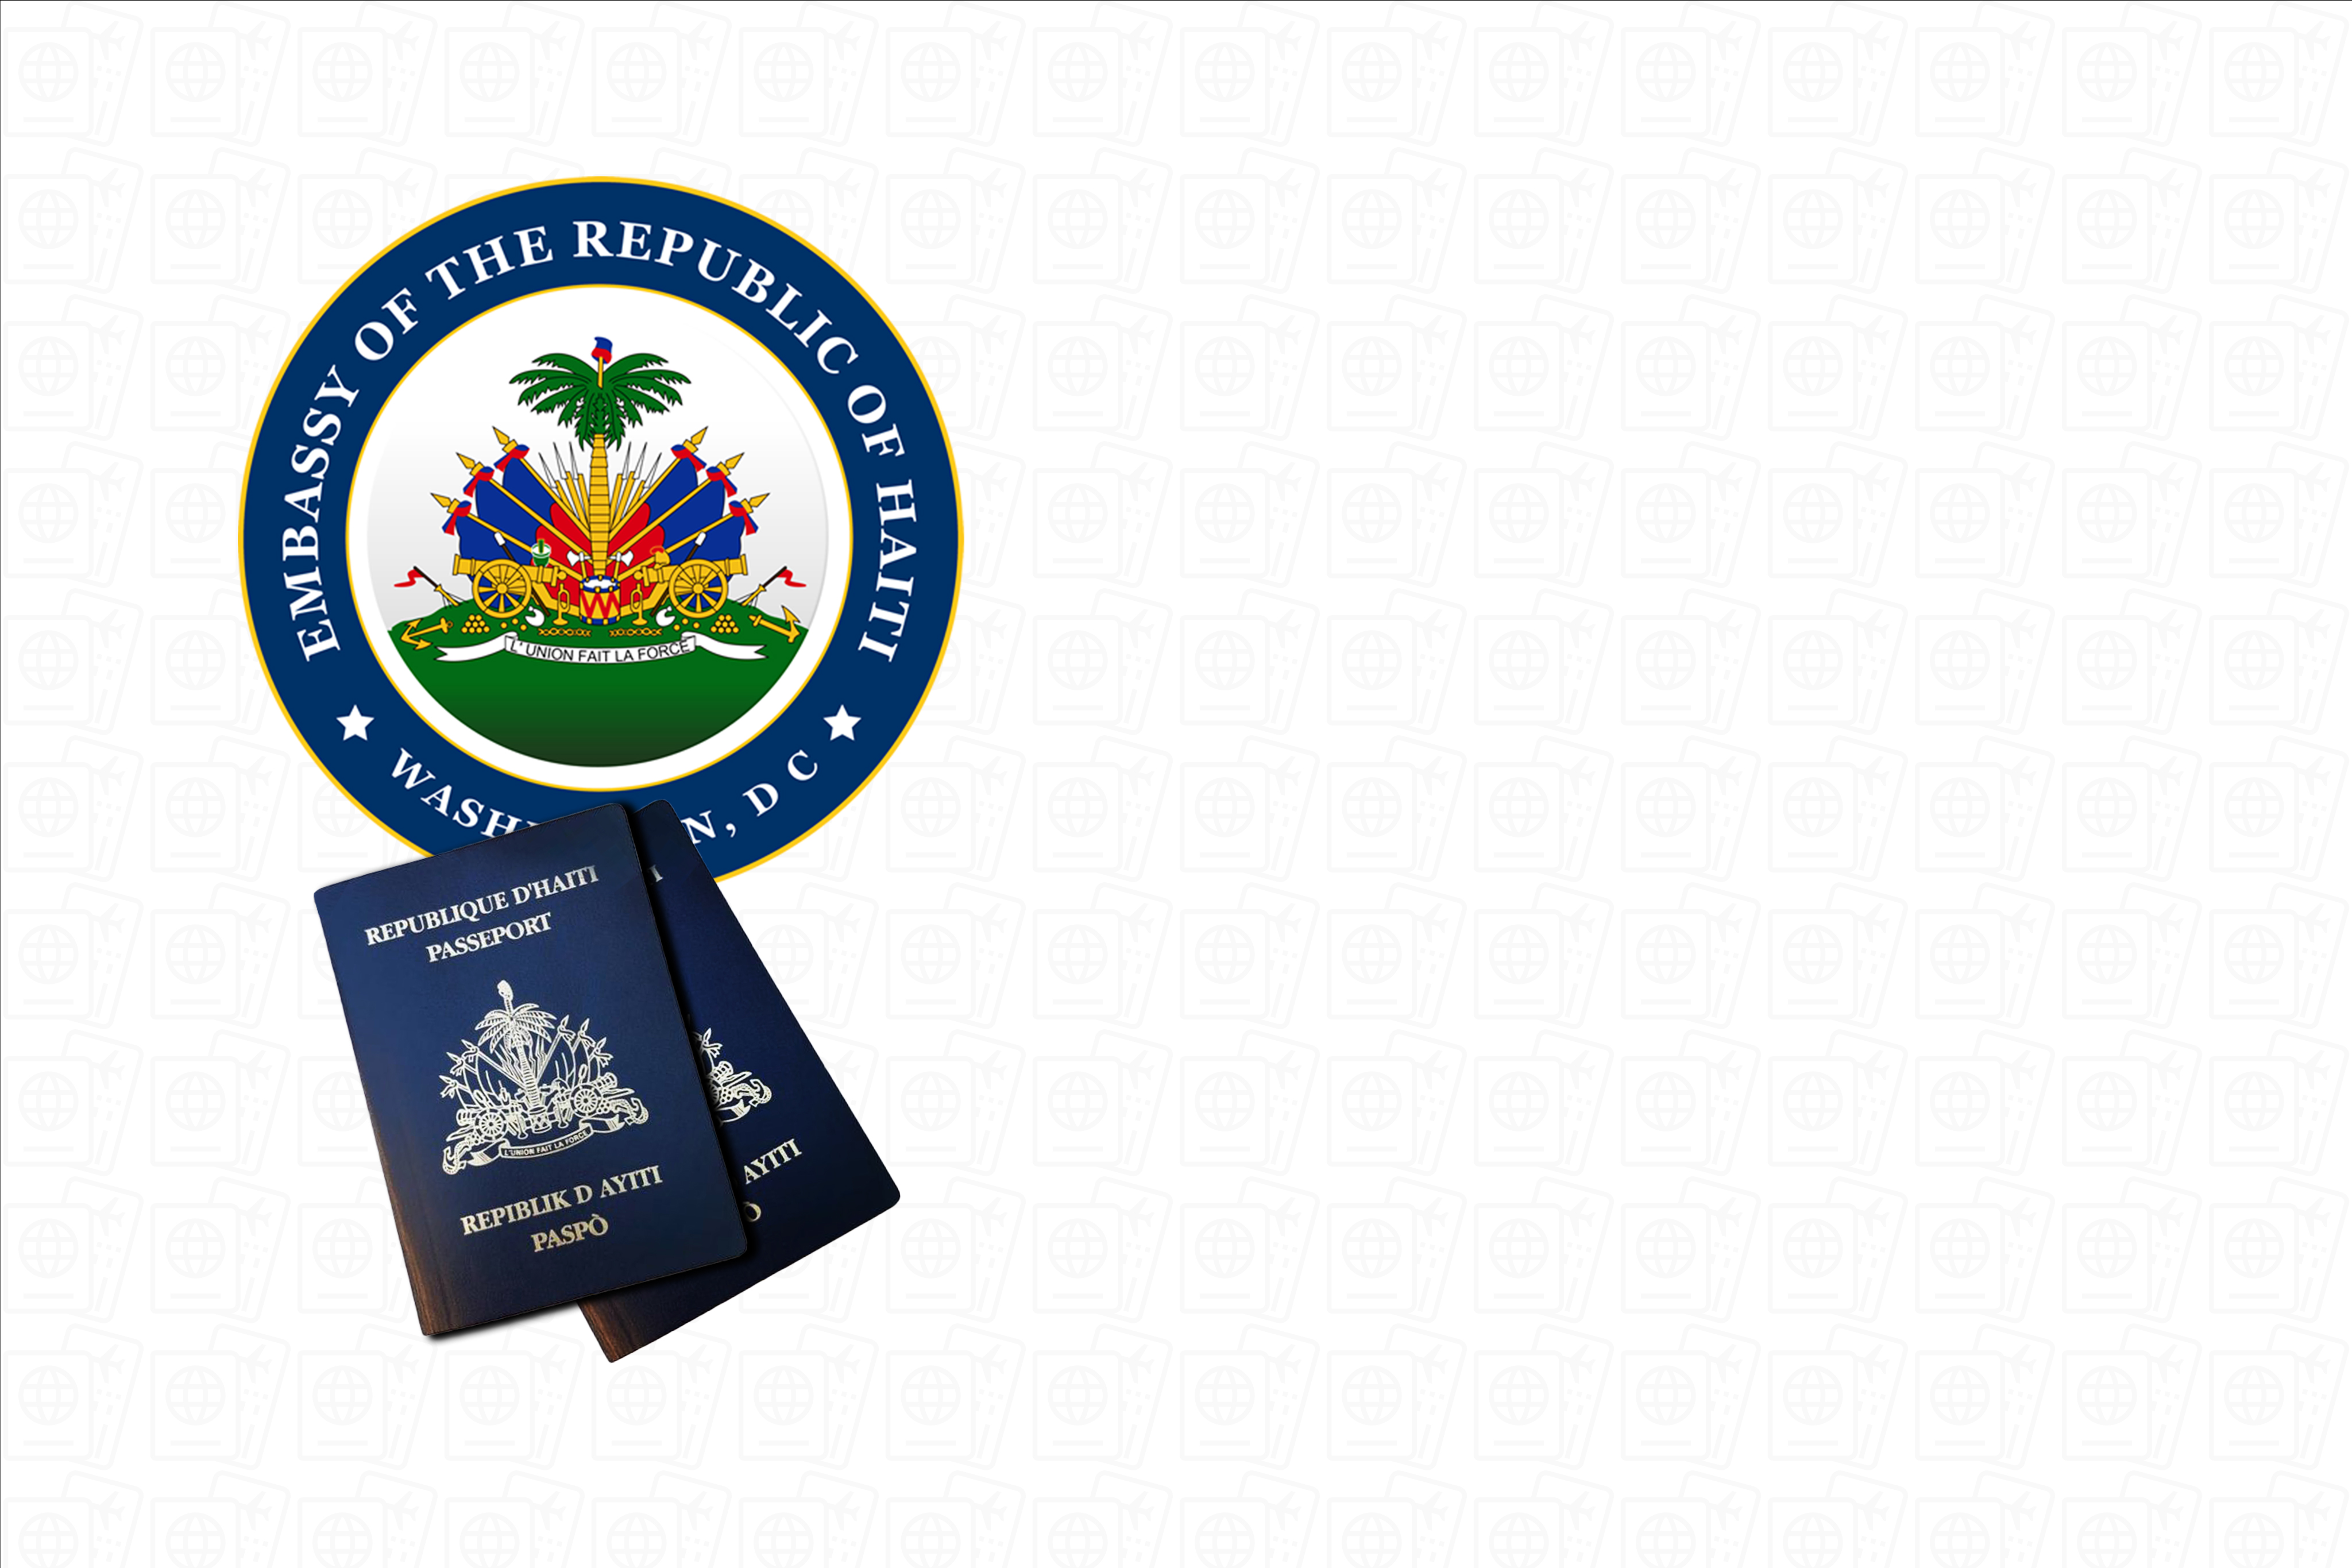 EMBASSY OF THE REPUBLIC OF HAITI
D C
L' UNION FAIT LA FORCE
REPUBLIQUE D'HAITI
PASSEPORT
L'UNION FAIT LA FORCE
REPIBLIK D AYITI
PASPÒ
AYITI